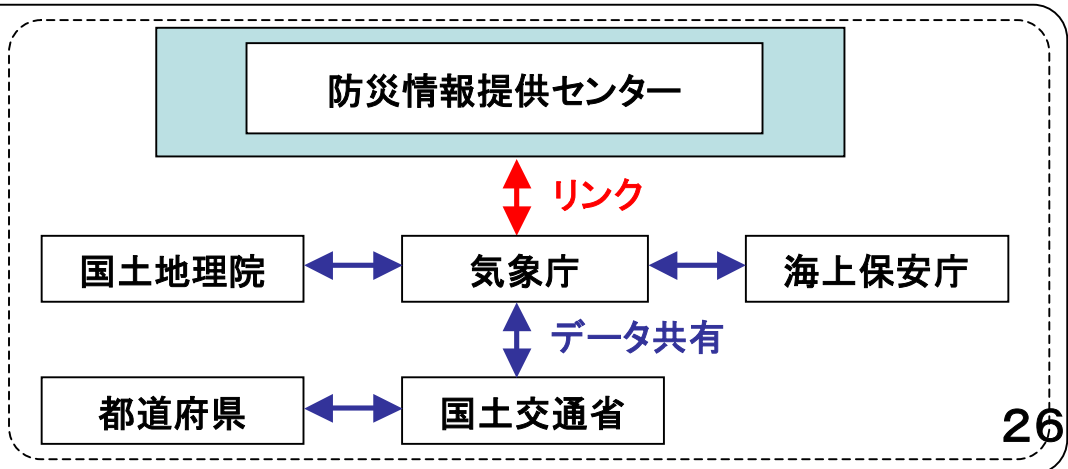 防災情報提供センター
リンク
国土地理院
気象庁
海上保安庁
データ共有
都道府県
国土交通省
26